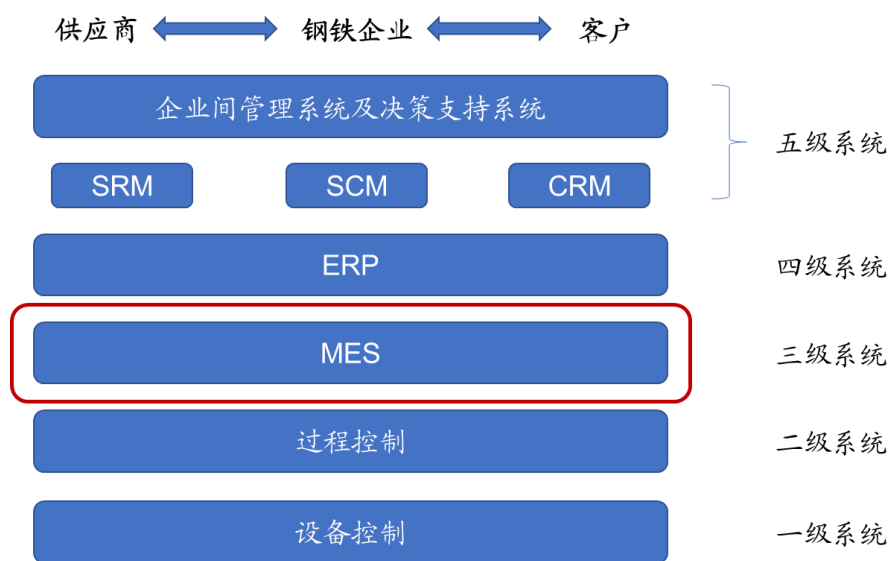 供应商 钢铁企业 客户
企业间管理系统及决策支持系统
五级系统
SRM SCM CRM
ERP 四级系统
MES 三级系统
过程控制 二级系统
设备控制 一级系统